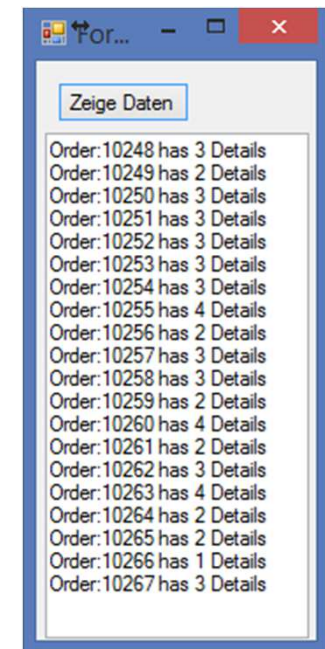 For...
Zeige Daten
Order:10248 has 3 Details
Order:10249 has 2 Details
Order:10250 has 3 Details
Order:10251 has 3 Details
Order:10252 has 3 Details
Order:10253 has 3 Details
Order:10254 has 3 Details
Order:10255 has 4 Details
Order:10256 has 2 Details
Order:10257 has 3 Details
Order:10258 has 3 Details
Order:10259 has 2 Details
Order:10260 has 4 Details
Order:10261 has 2 Details
Order:10262 has 3 Details
Order:10263 has 4 Details
Order:10264 has 2 Details
Order:10265 has 2 Details
Order:10266 has 1 Details
Order:10267 has 3 Details